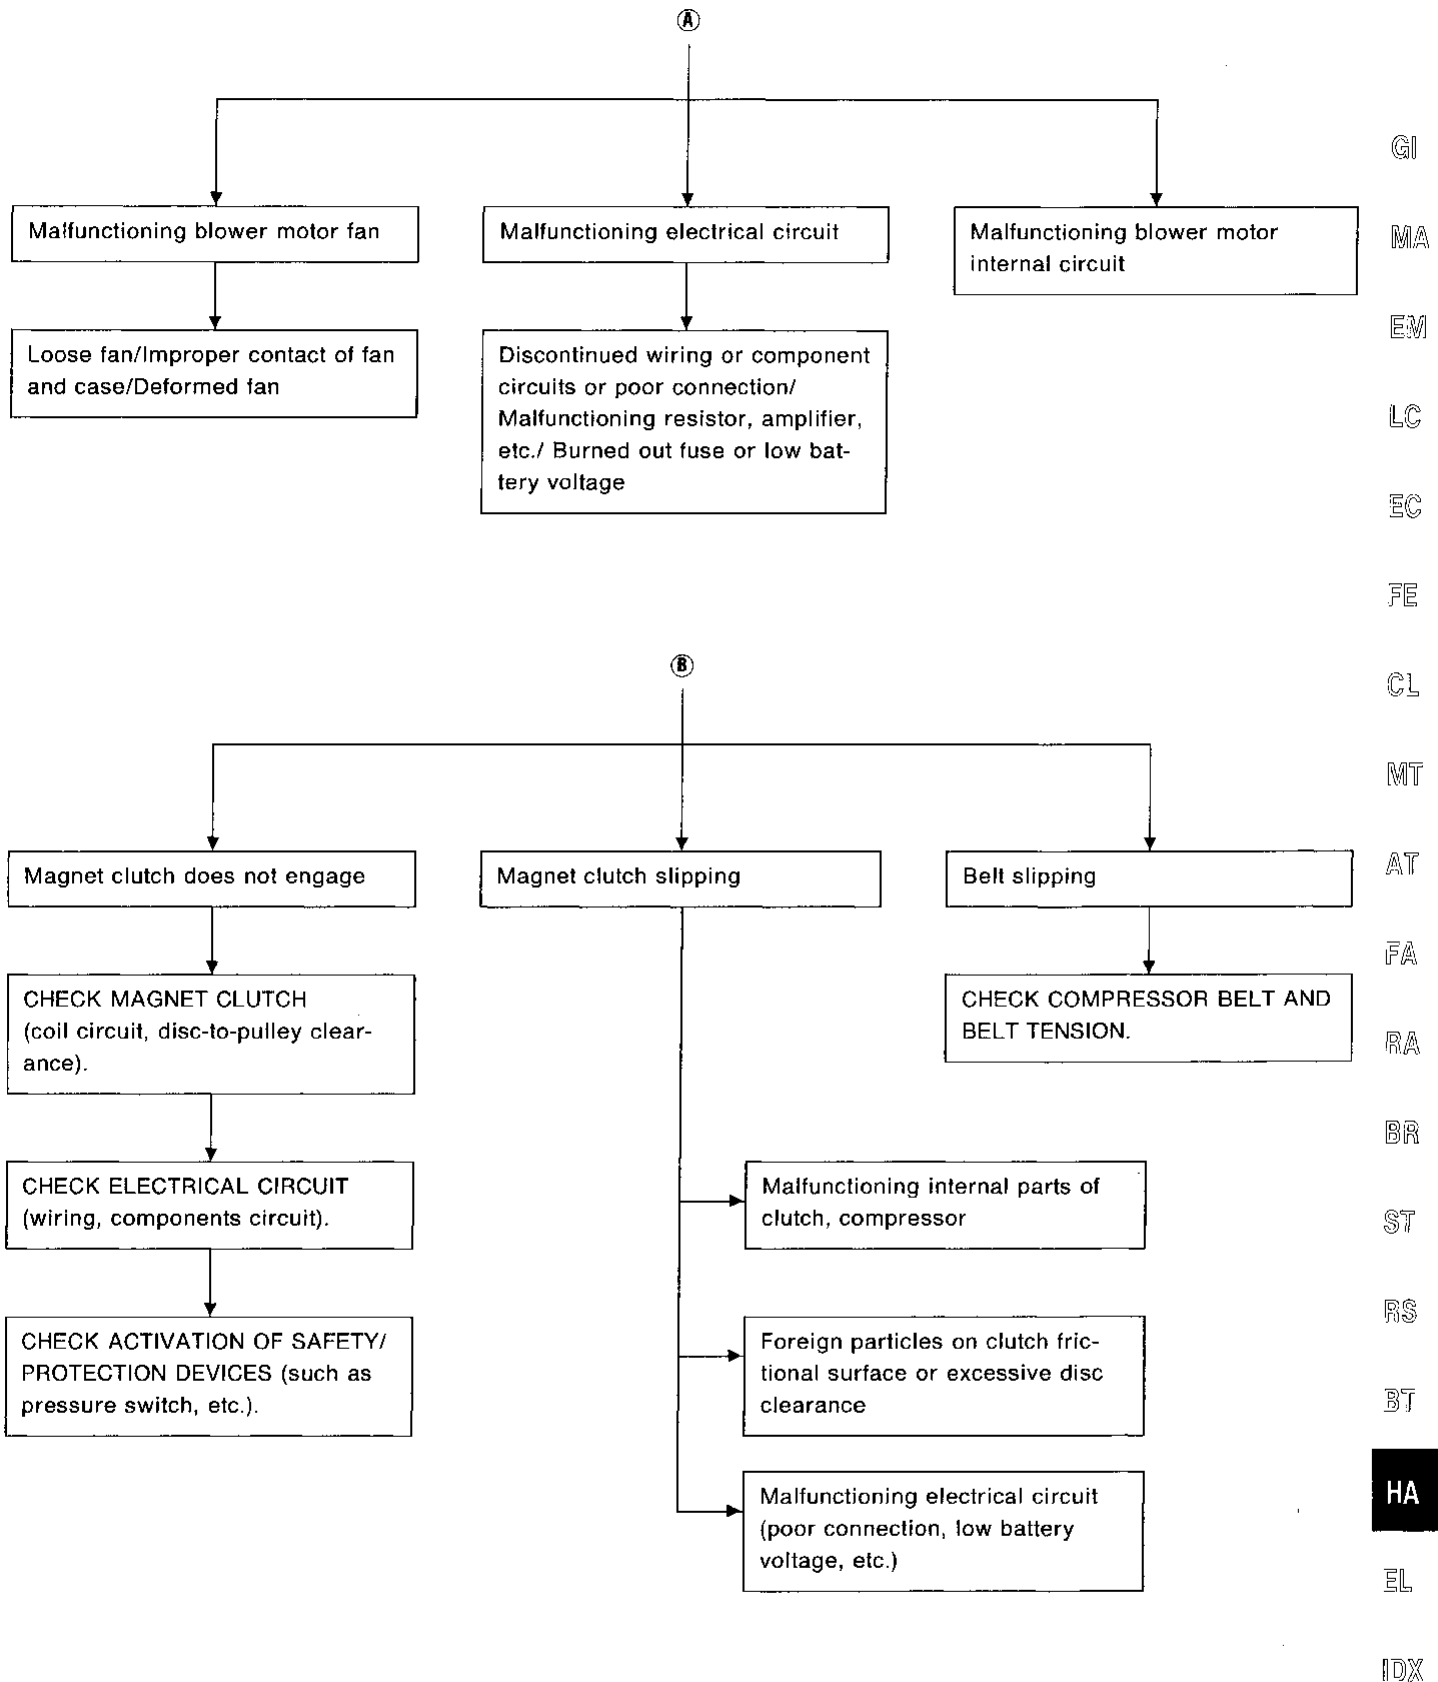 A
Malfunctioning blower motor fan
Malfunctioning electrical circuit
Malfunctioning blower motor
internal circuit
Loose fan/Improper contact of fan
and case/Deformed fan
Discontinued wiring or component
circuits or poor connection/
Malfunctioning resistor, amplifier,
etc./ Burned out fuse or low bat-
tery voltage
B
Magnet clutch does not engage
Magnet clutch slipping
Belt slipping
CHECK MAGNET CLUTCH
(coil circuit, disc-to-pulley clear-
ance).
CHECK COMPRESSOR BELT AND
BELT TENSION.
CHECK ELECTRICAL CIRCUIT
(wiring, components circuit).
Malfunctioning internal parts of
clutch, compressor
CHECK ACTIVATION OF SAFETY/
PROTECTION DEVICES (such as
pressure switch, etc.).
Foreign particles on clutch fric-
tional surface or excessive disc
clearance
Malfunctioning electrical circuit
(poor connection, low battery
voltage, etc.)
GI
MA
EM
LC
EC
FE
CL
MT
AT
FA
RA
BR
ST
RS
BT
HA
EL
IDX